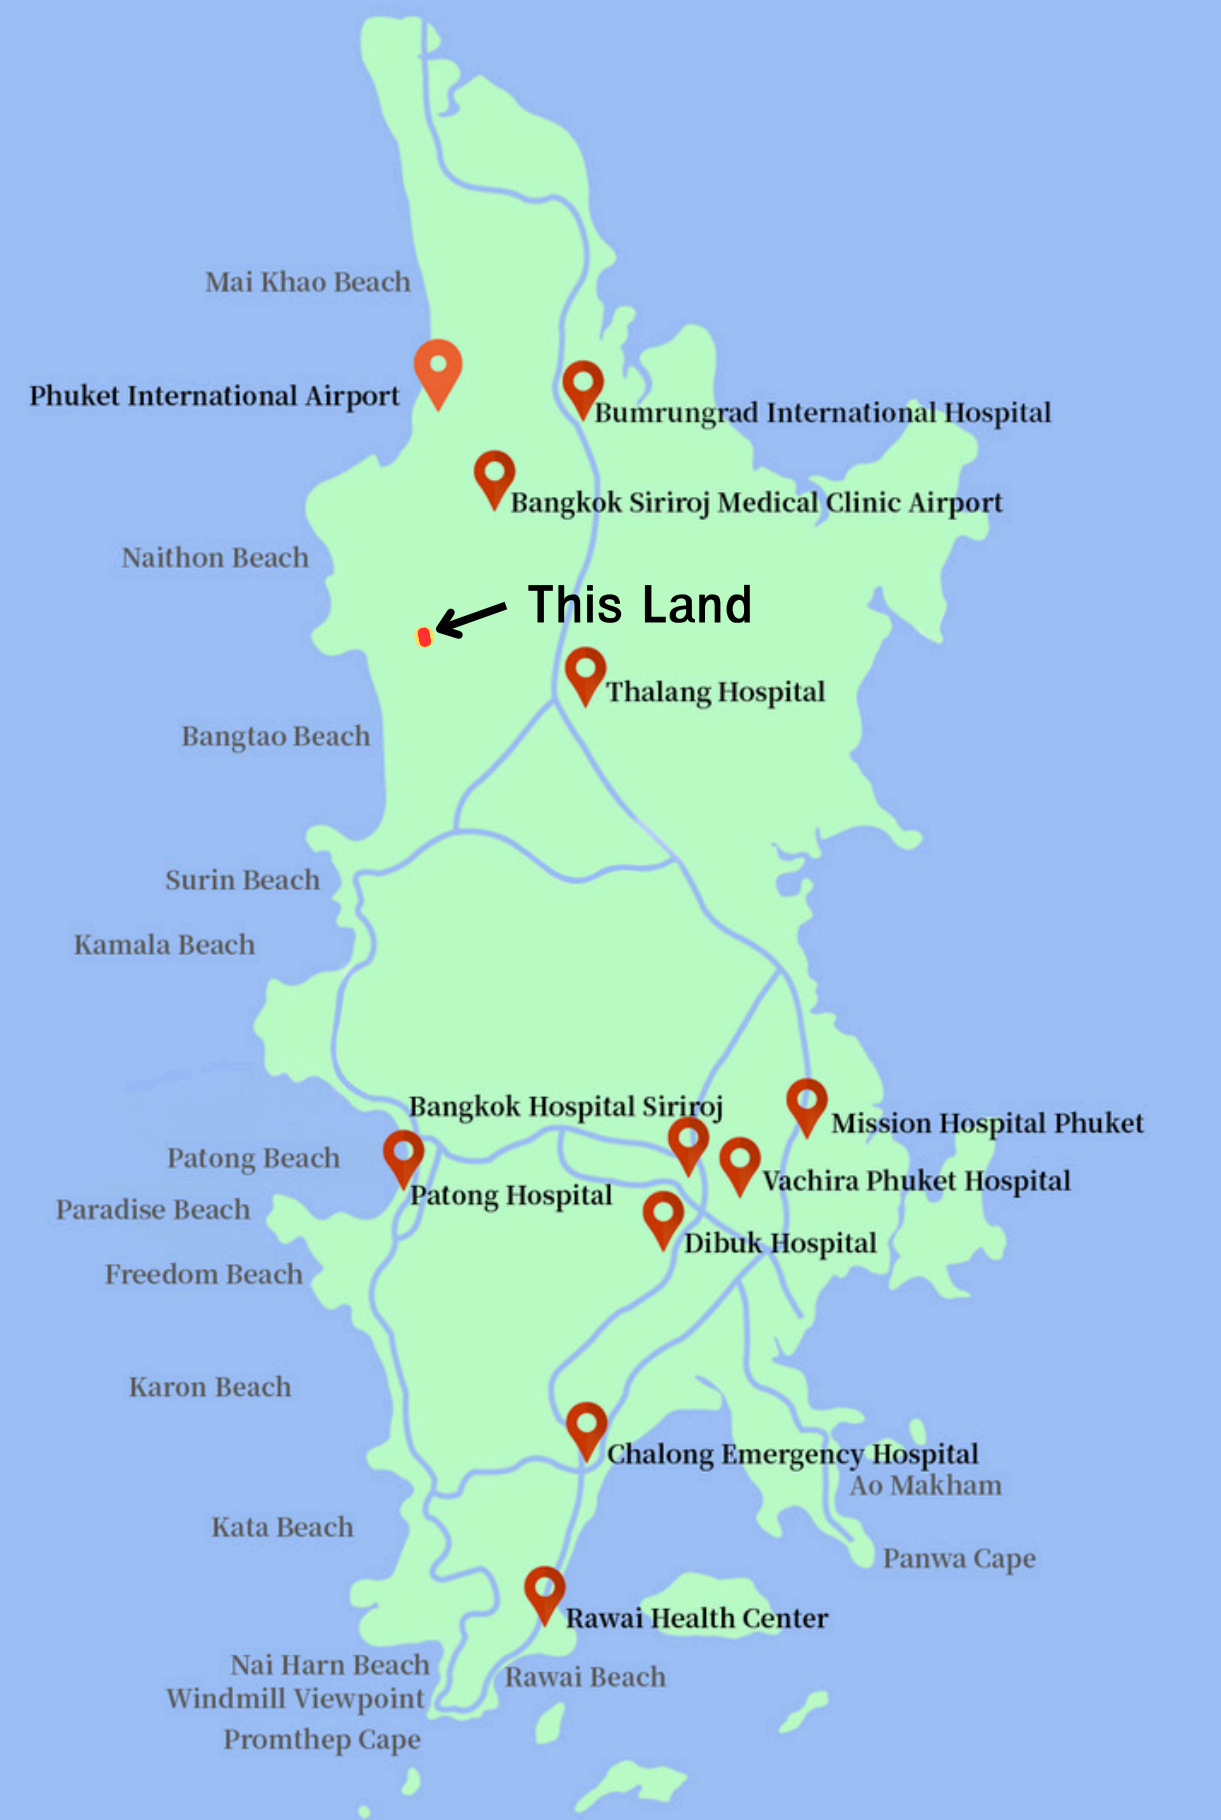 Mai Khao Beach
Phuket International Airport
Bumrungrad International Hospital
Bangkok Siriroj Medical Clinic Airport
Naithon Beach
This Land
Thalang Hospital
Bangtao Beach
Surin Beach
Kamala Beach
Bangkok Hospital Siriroj
Mission Hospital Phuket
Patong Beach
Vachira Phuket Hospital
Patong Hospital
Paradise Beach
Dibuk Hospital
Freedom Beach
Karon Beach
Chalong Emergency Hospital
Ao Makham
Kata Beach
Panwa Cape
Rawai Health Center
Nai Harn Beach
Rawai Beach
Windmill Viewpoint
Promthep Cape